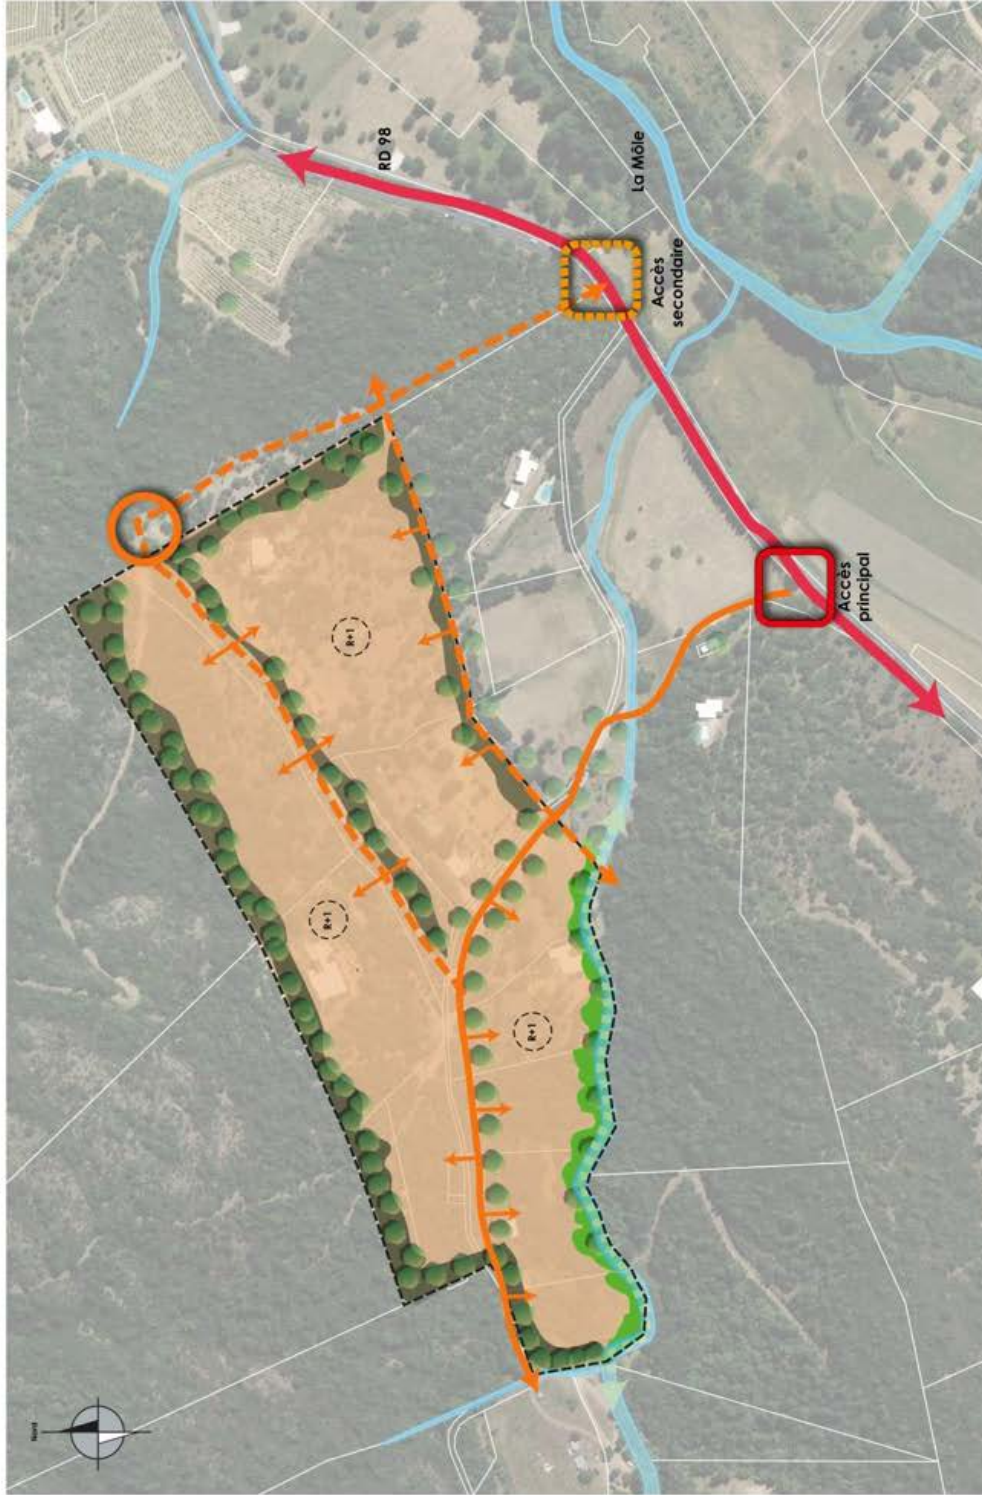 RD 98
La Môle
Accès
secondaire
Accès
principal
R+1
R+1
R+1
Nord